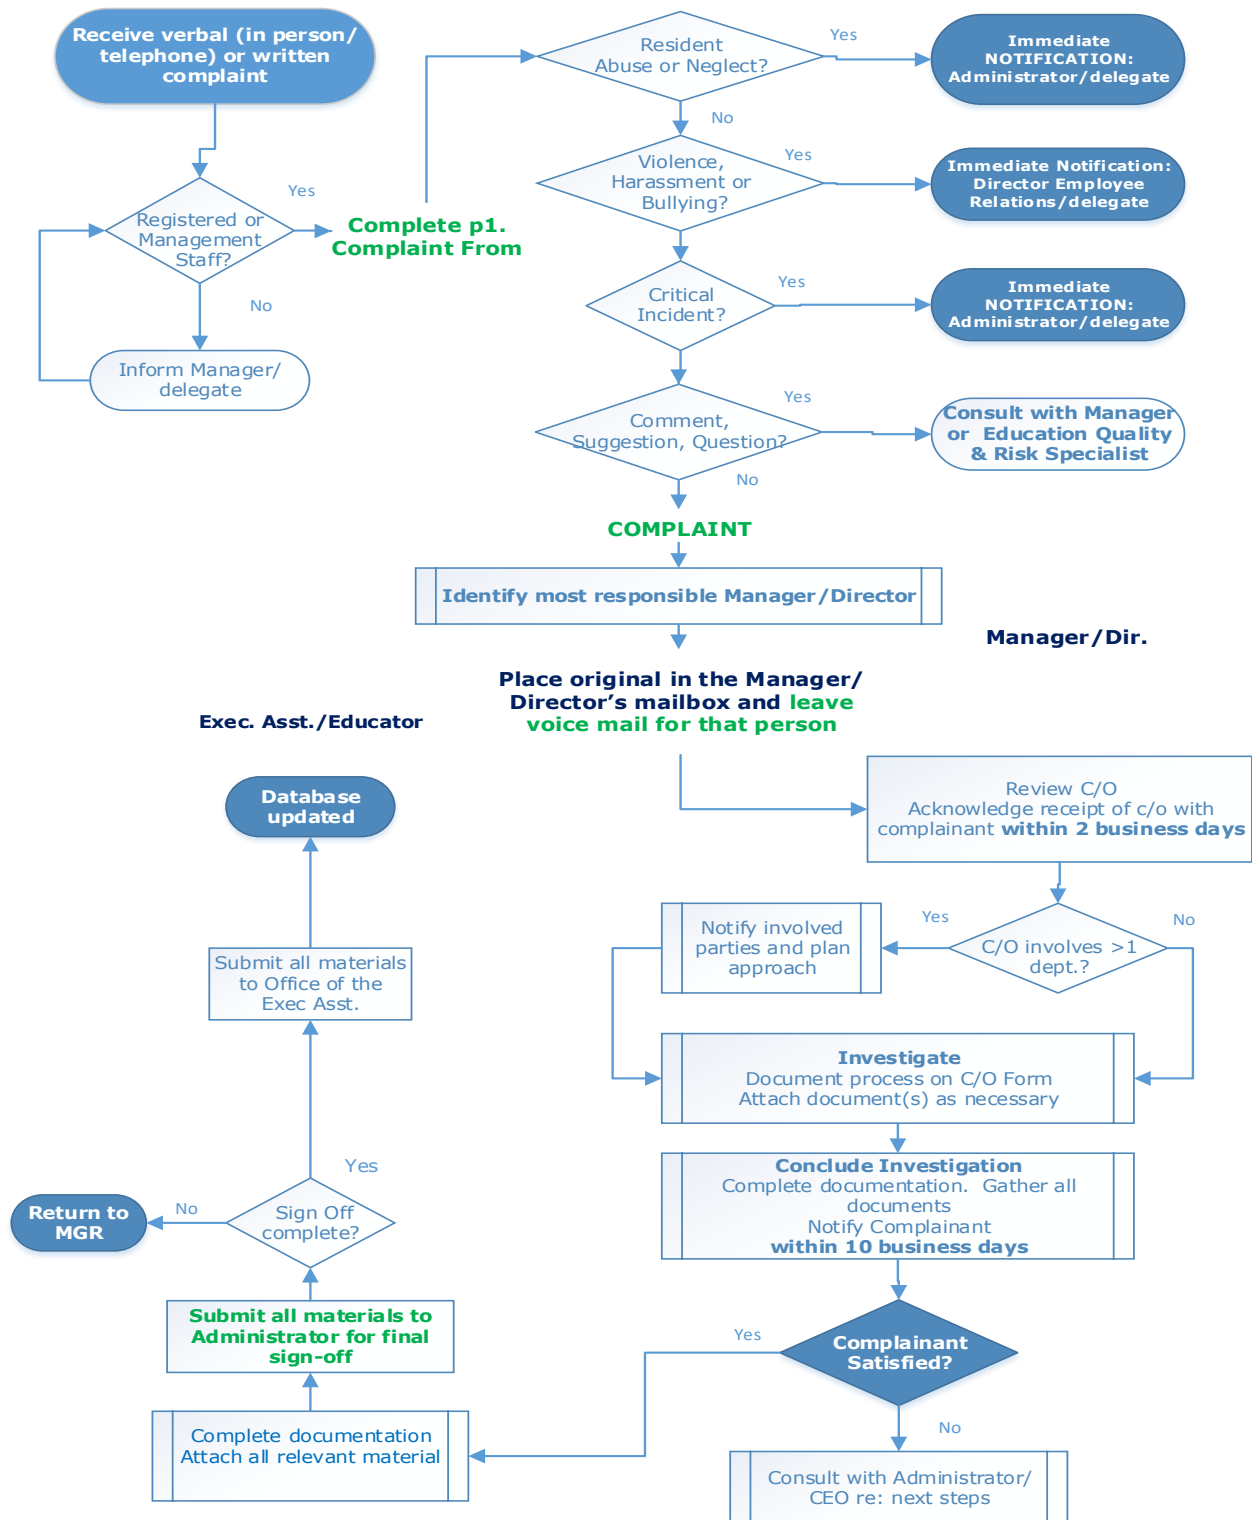 Receive verbal (in person/
telephone) or written
complaint
Registered or
Management
Staff?
Yes
No
Inform Manager/
delegate
Complete p1.
Complaint From
Resident
Abuse or Neglect?
Yes
Immediate
NOTIFICATION:
Administrator/delegate
No
Violence,
Harassment or
Bullying?
Yes
Immediate Notification:
Director Employee
Relations/delegate
Critical
Incident?
Yes
Immediate
NOTIFICATION:
Administrator/delegate
Comment,
Suggestion, Question?
Yes
Consult with Manager
or Education Quality
& Risk Specialist
No
COMPLAINT
Identify most responsible Manager/Director
Manager/Dir.
Place original in the Manager/
Director’s mailbox and leave
voice mail for that person
Review C/O
Acknowledge receipt of c/o with
complainant within 2 business days
C/O involves >1
dept.?
Yes
No
Notify involved
parties and plan
approach
Investigate
Document process on C/O Form
Attach document(s) as necessary
Conclude Investigation
Complete documentation. Gather all
documents
Notify Complainant
within 10 business days
Complainant
Satisfied?
Yes
No
Consult with Administrator/
CEO re: next steps
Complete documentation
Attach all relevant material
Submit all materials to
Administrator for final
sign-off
Sign Off
complete?
No
Return to
MGR
Yes
Submit all materials
to Office of the
Exec Asst.
Database
updated
Exec. Asst./Educator